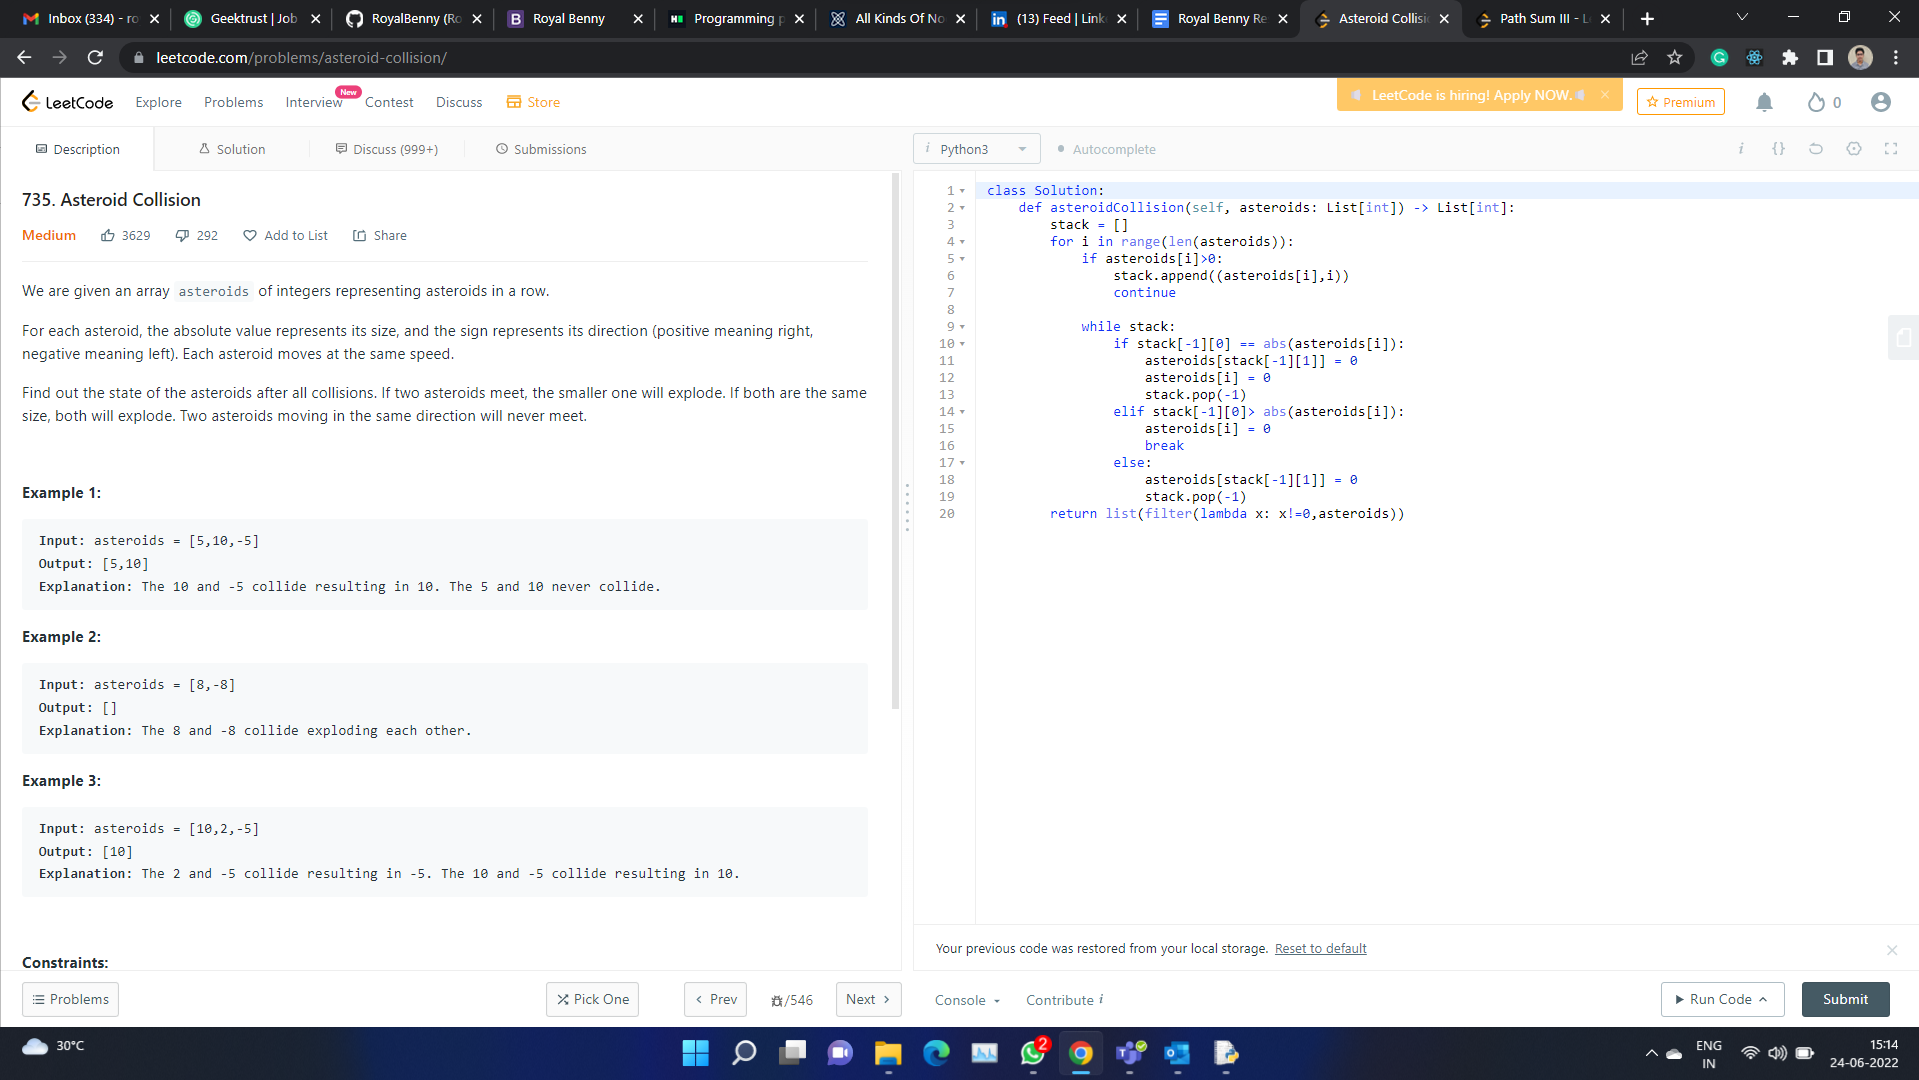 Inbox (334) - ro
Geektrust | Job
RoyalBenny (Ro
Royal Benny
Programming p
All Kinds Of No
(13) Feed | Link
Royal Benny Re
Asteroid Collisi
Path Sum III - L
leetcode.com/problems/asteroid-collision/
LeetCode
Explore
Problems
Interview
New
Contest
Discuss
Store
LeetCode is hiring! Apply NOW.
Premium
0
Description
Solution
Discuss (999+)
Submissions
i Python3
Autocomplete
735. Asteroid Collision
Medium
3629
292
Add to List
Share
We are given an array asteroids of integers representing asteroids in a row.
For each asteroid, the absolute value represents its size, and the sign represents its direction (positive meaning right,
negative meaning left). Each asteroid moves at the same speed.
Find out the state of the asteroids after all collisions. If two asteroids meet, the smaller one will explode. If both are the same
size, both will explode. Two asteroids moving in the same direction will never meet.
Example 1:
Input: asteroids = [5,10,-5]
Output: [5,10]
Explanation: The 10 and -5 collide resulting in 10. The 5 and 10 never collide.
Example 2:
Input: asteroids = [8,-8]
Output: []
Explanation: The 8 and -8 collide exploding each other.
Example 3:
Input: asteroids = [10,2,-5]
Output: [10]
Explanation: The 2 and -5 collide resulting in -5. The 10 and -5 collide resulting in 10.
Constraints:
Problems
Pick One
< Prev
/546
Next >
1 class Solution:
2 def asteroidCollision(self, asteroids: List[int]) -> List[int]:
3 stack = []
4 for i in range(len(asteroids)):
5 if asteroids[i]>0:
6 stack.append((asteroids[i],i))
7 continue
8
9 while stack:
10 if stack[-1][0] == abs(asteroids[i]):
11 asteroids[stack[-1][1]] = 0
12 asteroids[i] = 0
13 stack.pop(-1)
14 elif stack[-1][0]> abs(asteroids[i]):
15 asteroids[i] = 0
16 break
17 else:
18 asteroids[stack[-1][1]] = 0
19 stack.pop(-1)
20 return list(filter(lambda x: x!=0,asteroids))
Your previous code was restored from your local storage. Reset to default
Console
Contribute i
Run Code
Submit
30°C
2
ENG
IN
15:14
24-06-2022